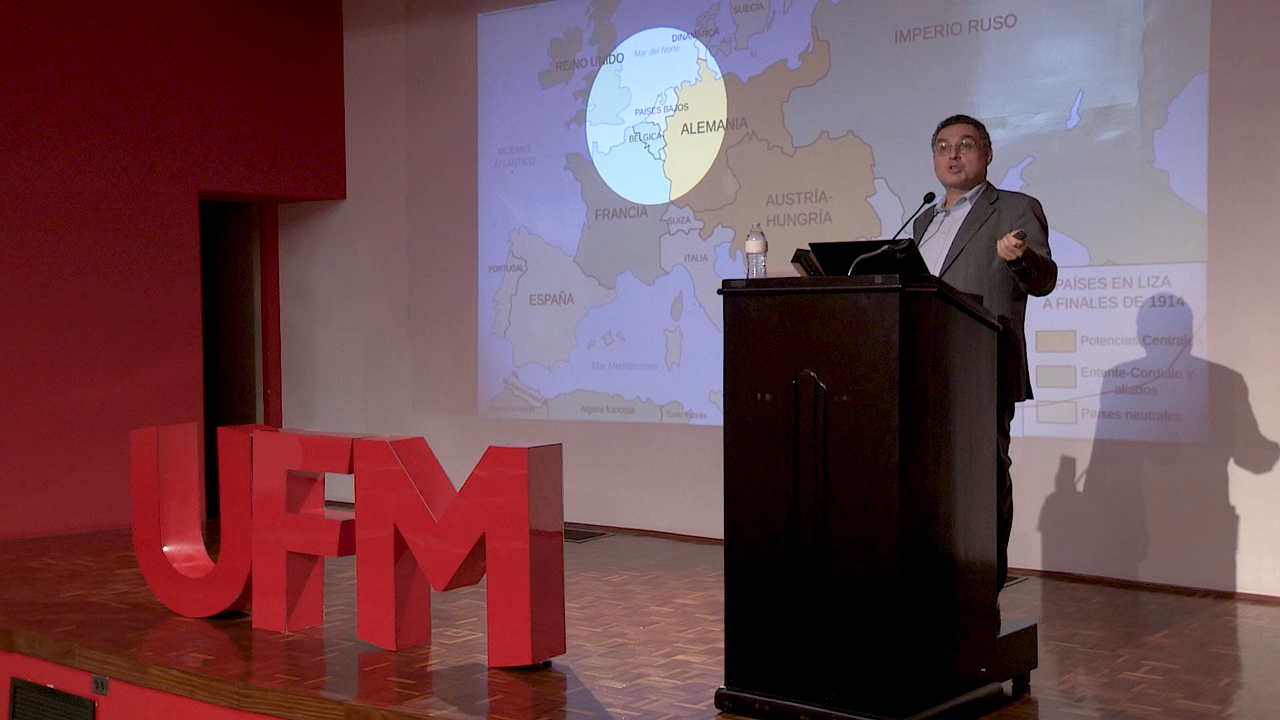 SUECIA
DINAMARCA
IMPERIO RUSO
Mar del Norte
REINO UNIDO
PAÍSES BAJOS
ALEMANIA
BÉLGICA
OCÉANO
ATLÁNTICO
FRANCIA
AUSTRÍA-
HUNGRÍA
SUIZA
ITALIA
PORTUGAL
ESPAÑA
Mar Mediterráneo
Argelia francesa
PAÍSES EN LIZA
A FINALES DE 1914
Potencias Centrales
Entente-Cordiale y
aliados
Países neutrales
UFM